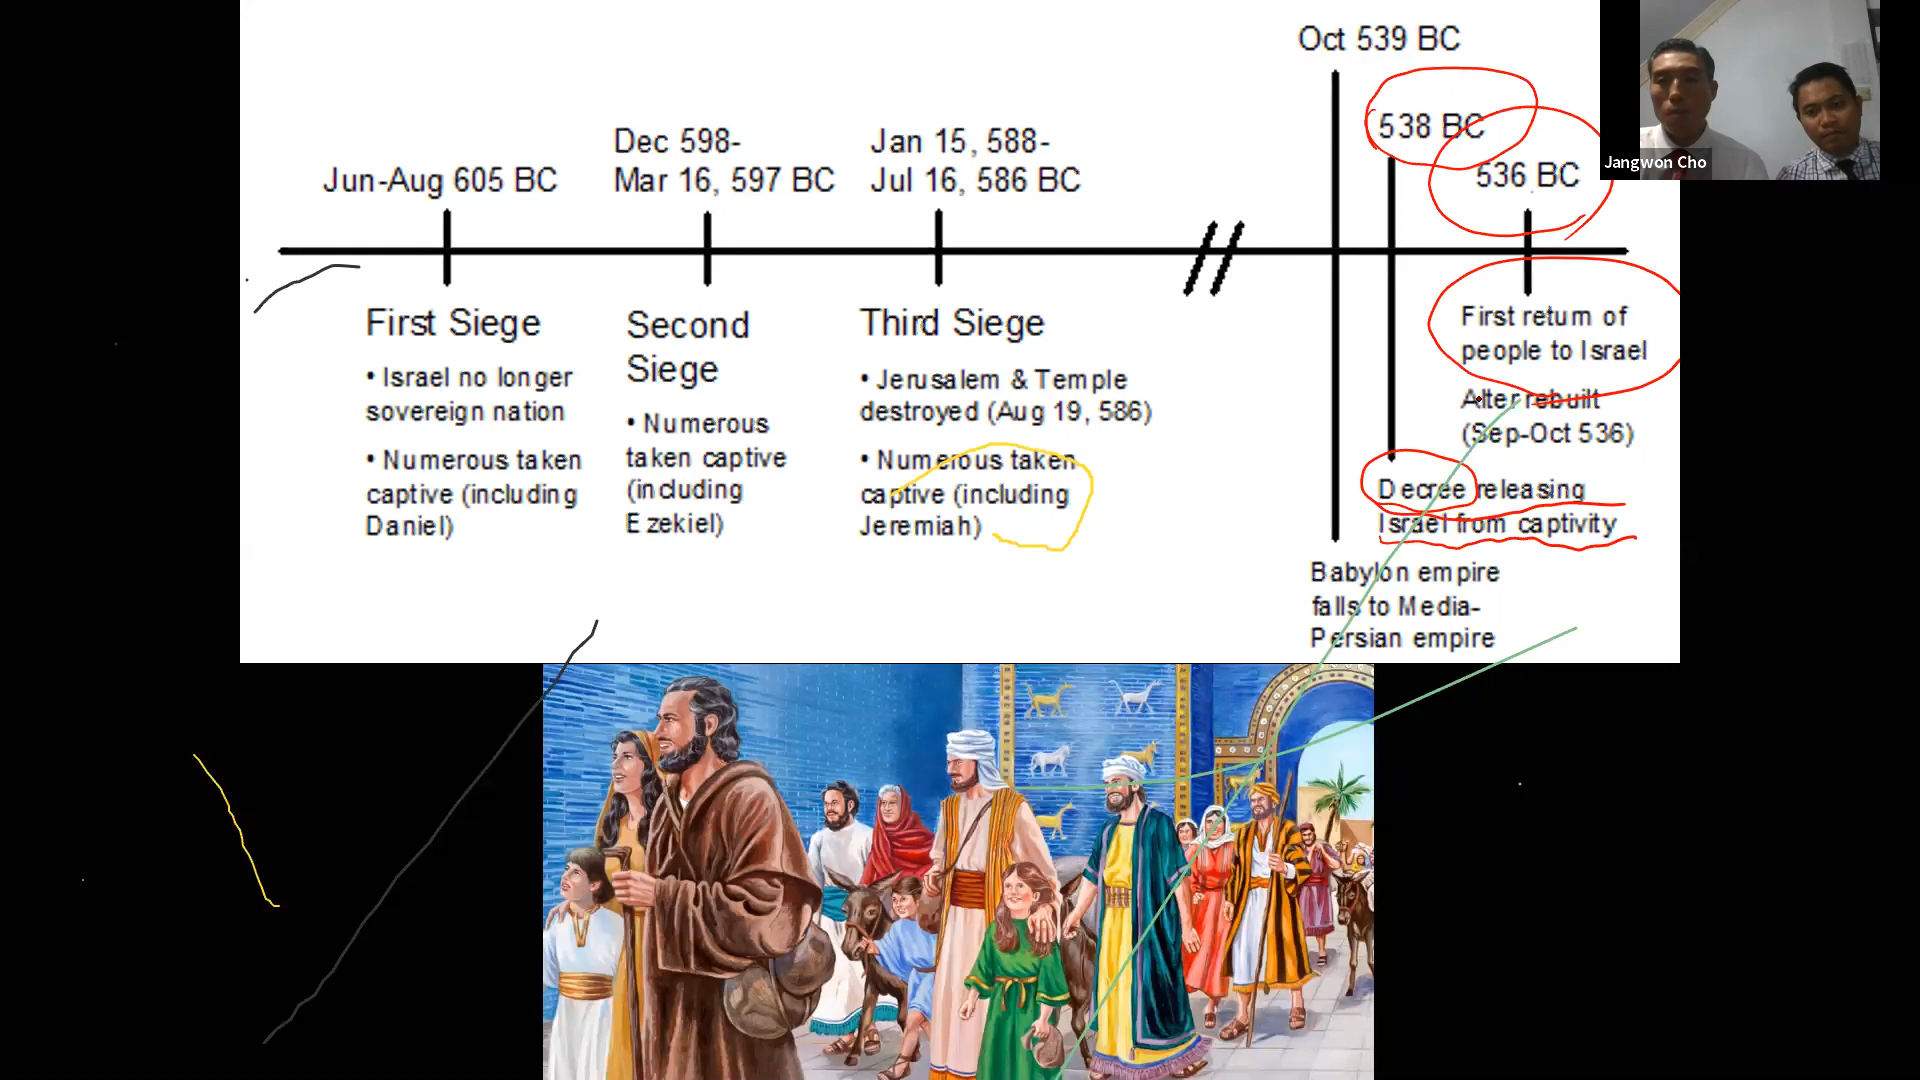 Oct 539 BC
538 BC
536 BC
Dec 598-
Mar 16, 597 BC
Jan 15, 588-
Jul 16, 586 BC
Jun-Aug 605 BC
Jangwon Cho
First Siege
• Israel no longer
sovereign nation
• Numerous taken
captive (including
Daniel)
Second
Siege
• Numerous
taken captive
(including
Ezekiel)
Third Siege
• Jerusalem & Temple
destroyed (Aug 19, 586)
• Numerous taken
captive (including
Jeremiah)
First return of
people to Israel
Alter rebuilt
(Sep-Oct 536)
Decree releasing
Israel from captivity
Babylon empire
falls to Media-
Persian empire